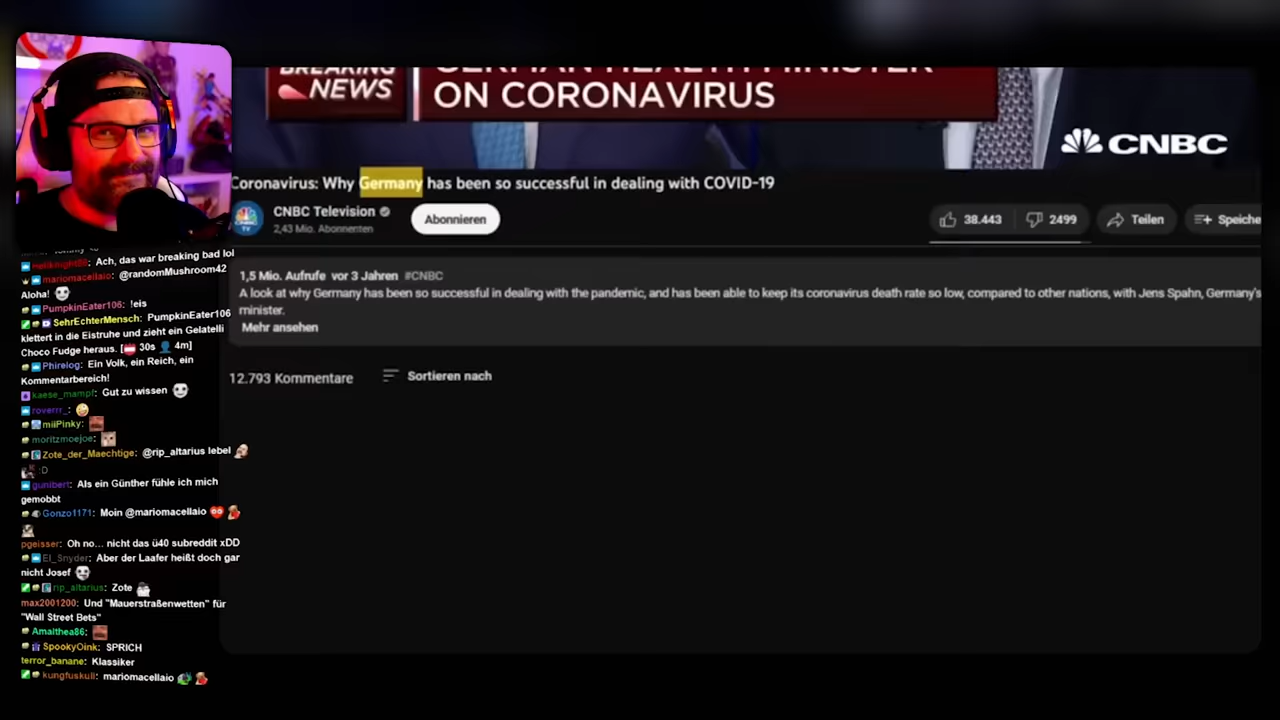 BREAKING
NEWS
GERMAN HEALTH MINISTER
ON CORONAVIRUS
CNBC
Coronavirus: Why Germany has been so successful in dealing with COVID-19
CNBC Television
2,43 Mio. Abonnenten
Abonnieren
38.443
2499
Teilen
Speiche
1,5 Mio. Aufrufe vor 3 Jahren #CNBC
A look at why Germany has been so successful in dealing with the pandemic, and has been able to keep its coronavirus death rate so low, compared to other nations, with Jens Spahn, Germany's
minister.
Mehr ansehen
12.793 Kommentare
Sortieren nach
: Ach, das war breaking bad lol
mariomacellaio: @randomMushroom42
Aloha!
PumpkinEater106: !eis
SehrEchterMensch: PumpkinEater106
klettert in die Eistruhe und zieht ein Gelatelli
Choco Fudge heraus. [ 30s 4m]
Phirelog: Ein Volk, ein Reich, ein
Kommentarbereich!
kaese_mampf: Gut zu wissen
roverrr_:
miiPinky:
moritzmoejoe:
Zote_der_Maechtige: @rip_altarius lebel
:D
gunibert: Als ein Günther fühle ich mich
gemobbt
Gonzo1171: Moin @mariomacellaio
pgeisser: Oh no... nicht das ü40 subreddit xDD
El_Snyder: Aber der Laafer heißt doch gar
nicht Josef
rip_altarius: Zote
max2001200: Und "Mauerstraßenwetten" für
"Wall Street Bets"
Amalthea86:
SpookyOink: SPRICH
terror_banane: Klassiker
kungfuskull: mariomacellaio